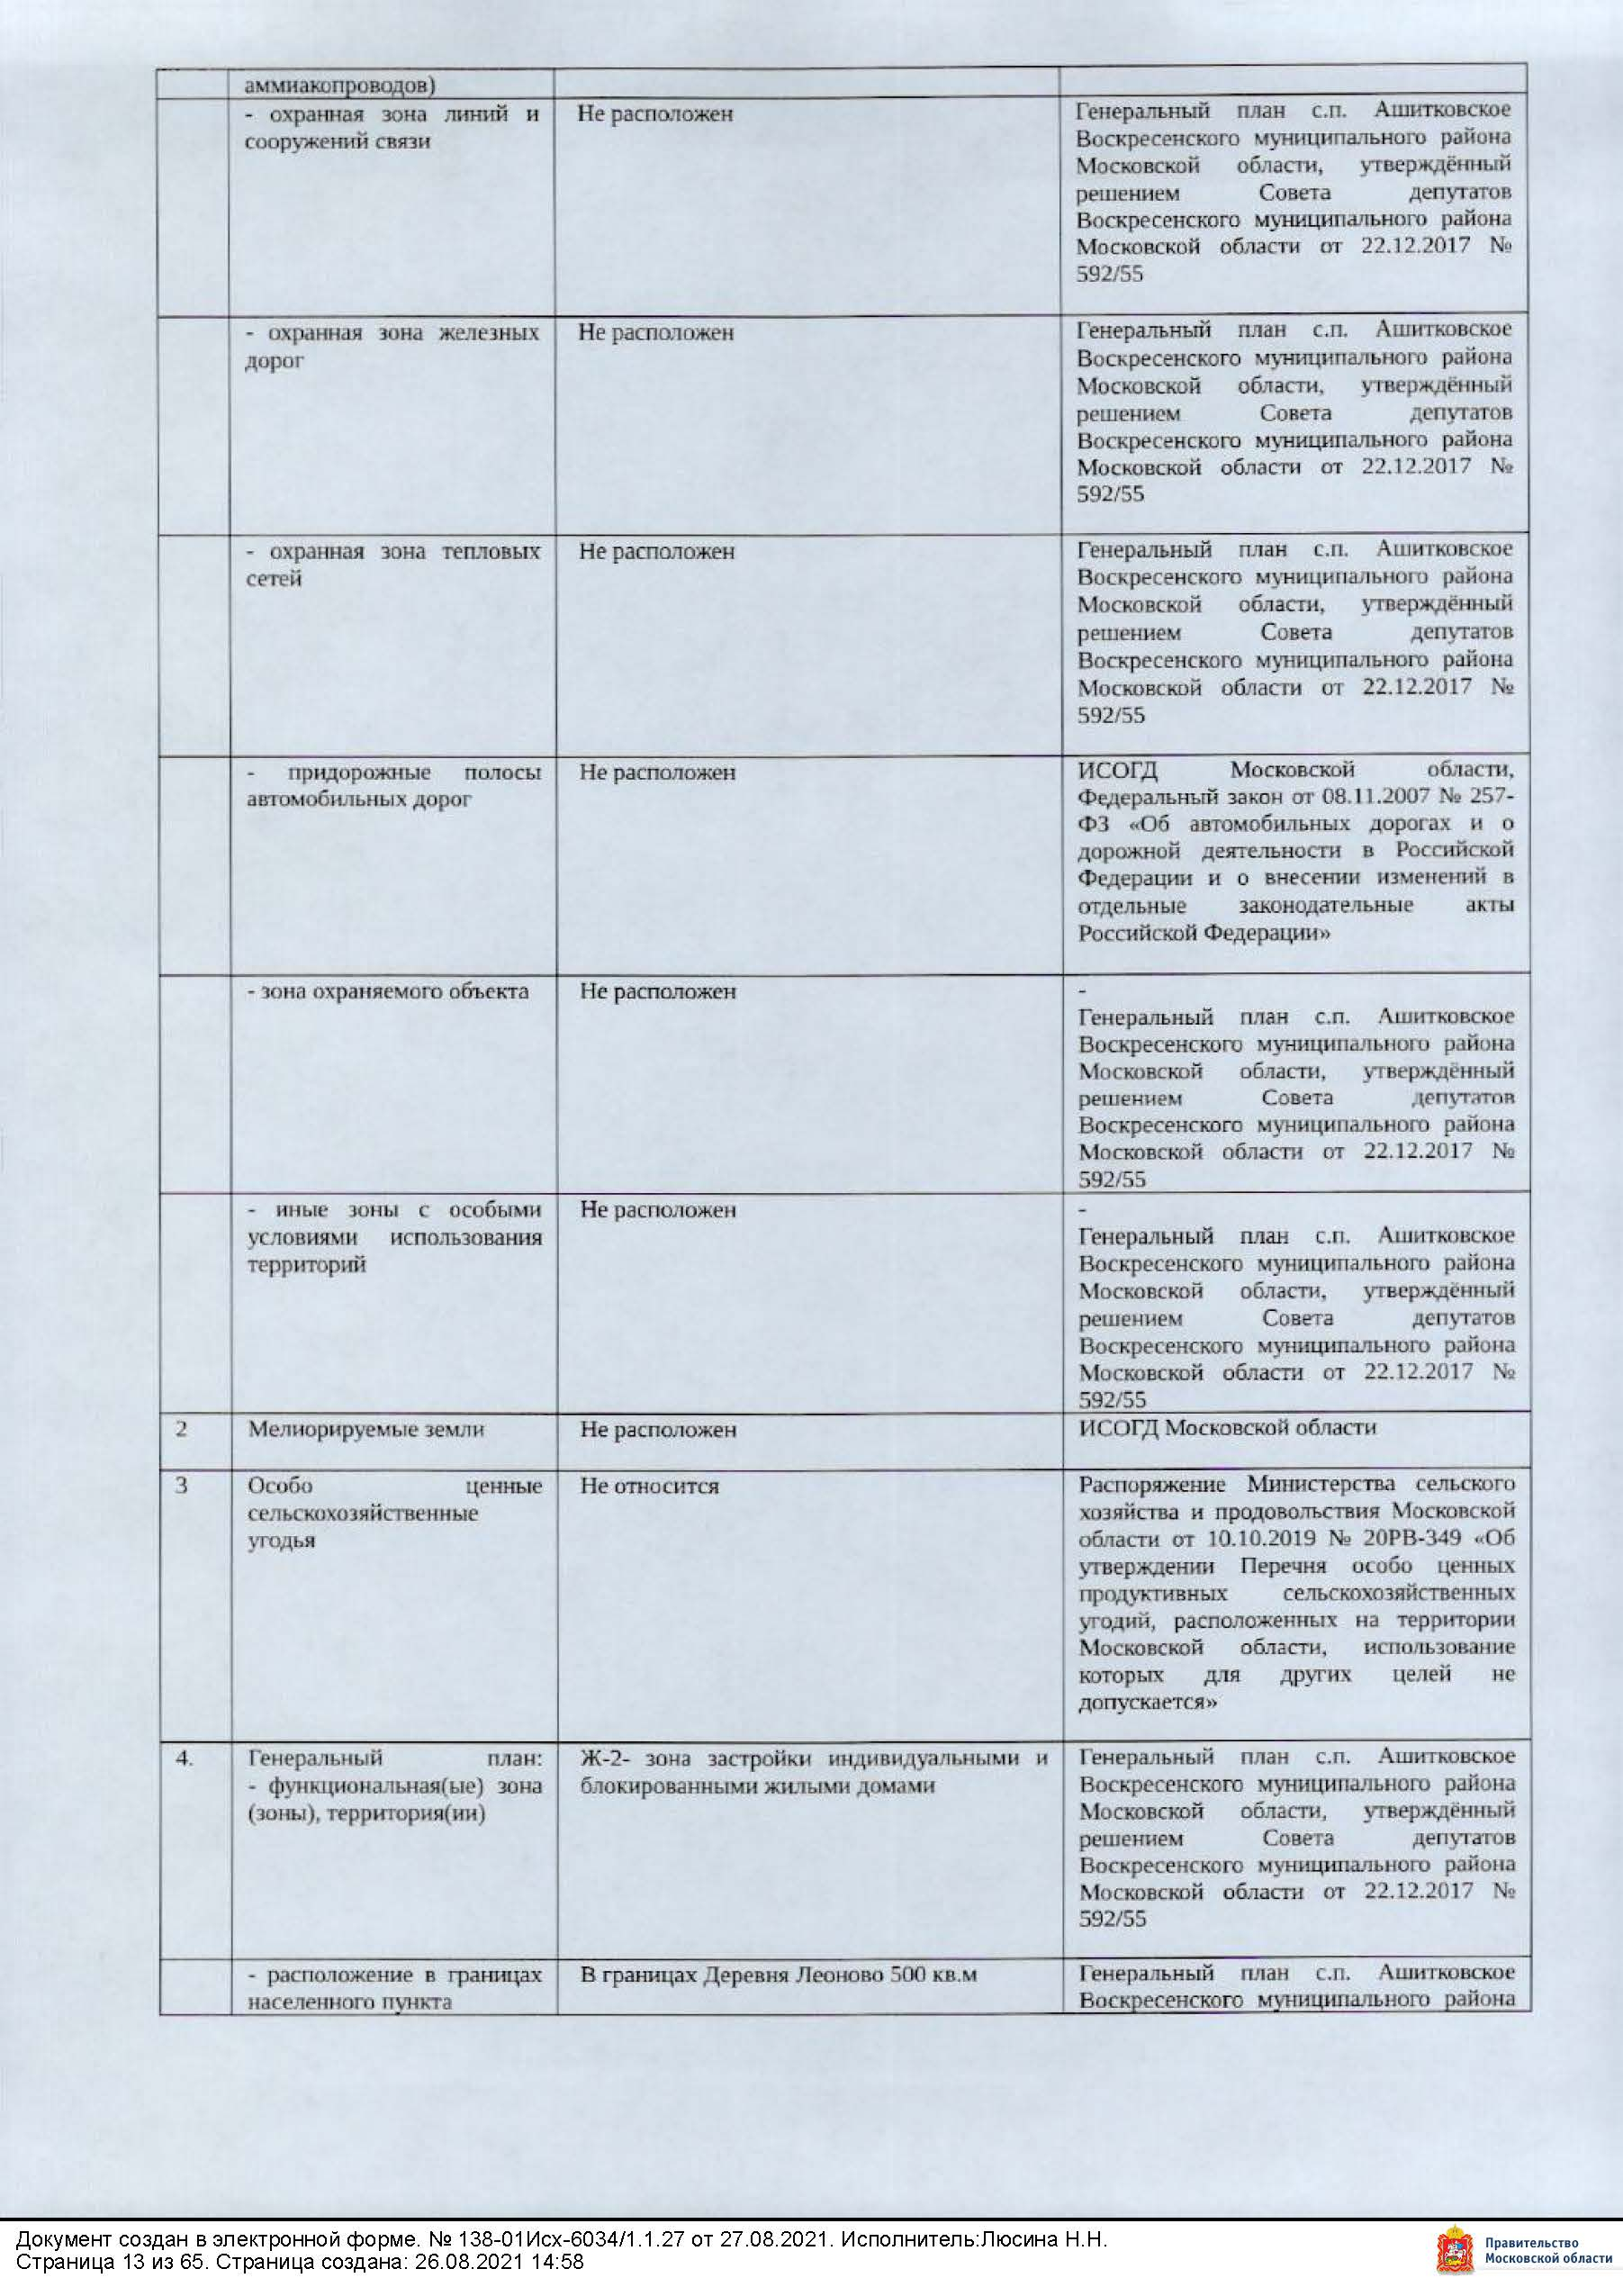 аммиакопроводов)
- охранная зона линий и
сооружений связи
Не расположен
Генеральный план с.п. Ашитковское
Воскресенского муниципального района
Московской области, утверждённый
решением Совета депутатов
Воскресенского муниципального района
Московской области от 22.12.2017 №
592/55
- охранная зона железных
дорог
Не расположен
Генеральный план с.п. Ашитковское
Воскресенского муниципального района
Московской области, утверждённый
решением Совета депутатов
Воскресенского муниципального района
Московской области от 22.12.2017 №
592/55
- охранная зона тепловых
сетей
Не расположен
Генеральный план с.п. Ашитковское
Воскресенского муниципального района
Московской области, утверждённый
решением Совета депутатов
Воскресенского муниципального района
Московской области от 22.12.2017 №
592/55
- придорожные полосы
автомобильных дорог
Не расположен
ИСОГД Московской области,
Федеральный закон от 08.11.2007 № 257-
ФЗ «Об автомобильных дорогах и о
дорожной деятельности в Российской
Федерации и о внесении изменений в
отдельные законодательные акты
Российской Федерации»
- зона охраняемого объекта
Не расположен
-
Генеральный план с.п. Ашитковское
Воскресенского муниципального района
Московской области, утверждённый
решением Совета депутатов
Воскресенского муниципального района
Московской области от 22.12.2017 №
592/55
- иные зоны с особыми
условиями использования
территорий
Не расположен
-
Генеральный план с.п. Ашитковское
Воскресенского муниципального района
Московской области, утверждённый
решением Совета депутатов
Воскресенского муниципального района
Московской области от 22.12.2017 №
592/55
2
Мелиорируемые земли
Не расположен
ИСОГД Московской области
3
Особо ценные
сельскохозяйственные
угодья
Не относится
Распоряжение Министерства сельского
хозяйства и продовольствия Московской
области от 10.10.2019 № 20РВ-349 «Об
утверждении Перечня особо ценных
продуктивных сельскохозяйственных
угодий, расположенных на территории
Московской области, использование
которых для других целей не
допускается»
4.
Генеральный план:
- функциональная(ые) зона
(зоны), территория(ии)
Ж-2- зона застройки индивидуальными и
блокированными жилыми домами
Генеральный план с.п. Ашитковское
Воскресенского муниципального района
Московской области, утверждённый
решением Совета депутатов
Воскресенского муниципального района
Московской области от 22.12.2017 №
592/55
- расположение в границах
населенного пункта
В границах Деревня Леоново 500 кв.м
Генеральный план с.п. Ашитковское
Воскресенского муниципального района
Документ создан в электронной форме. № 138-01Исх-6034/1.1.27 от 27.08.2021. Исполнитель:Люсина Н.Н.
Страница 13 из 65. Страница создана: 26.08.2021 14:58
Правительство
Московской области